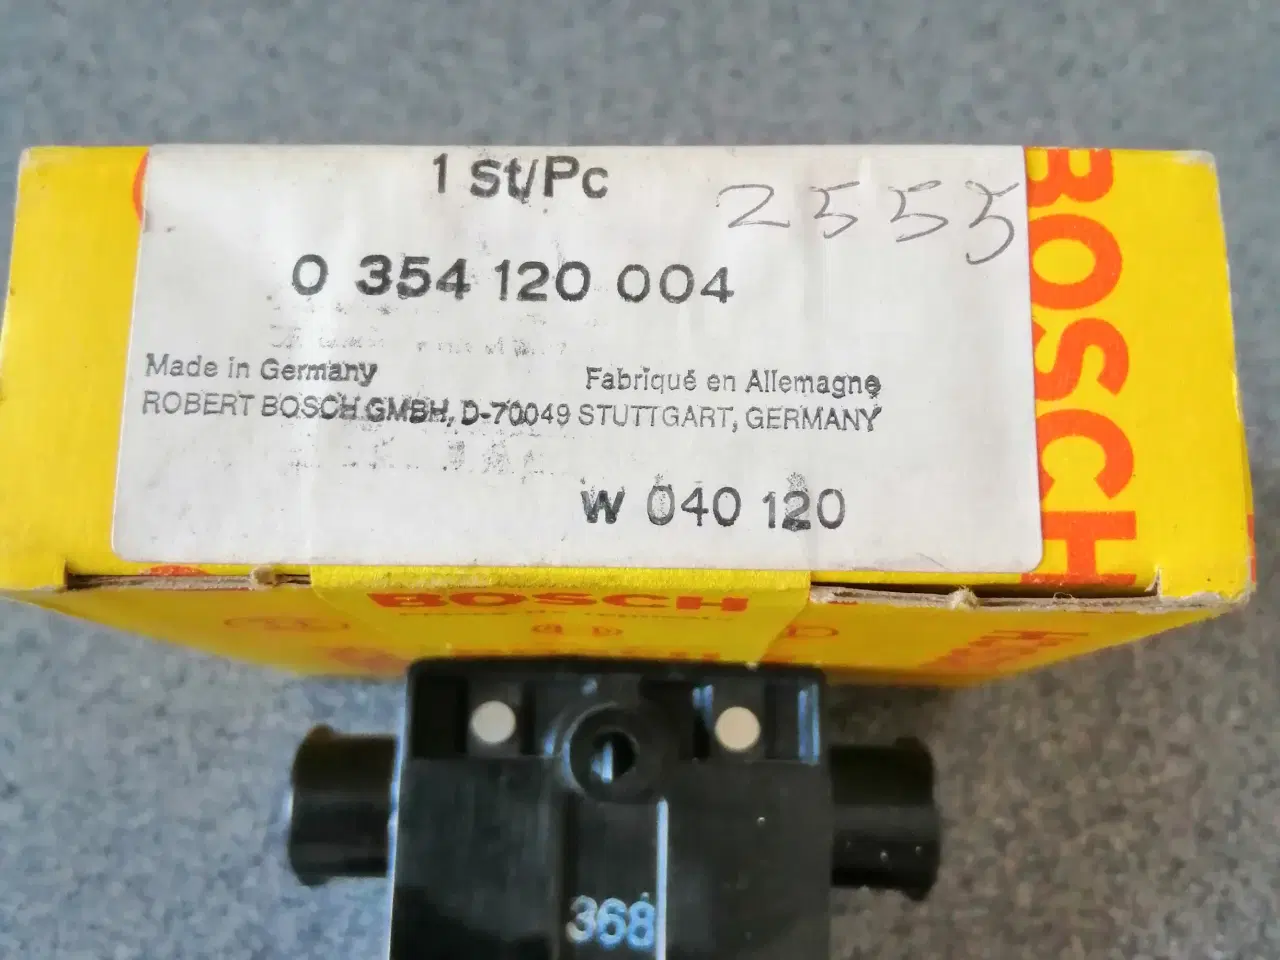 1 St/Pc
2555
0 354 120 004
Made in Germany
Fabriqué en Allemagne
ROBERT BOSCH GMBH, D-70049 STUTTGART, GERMANY
W 040 120
BOSCH
BOSCH
368